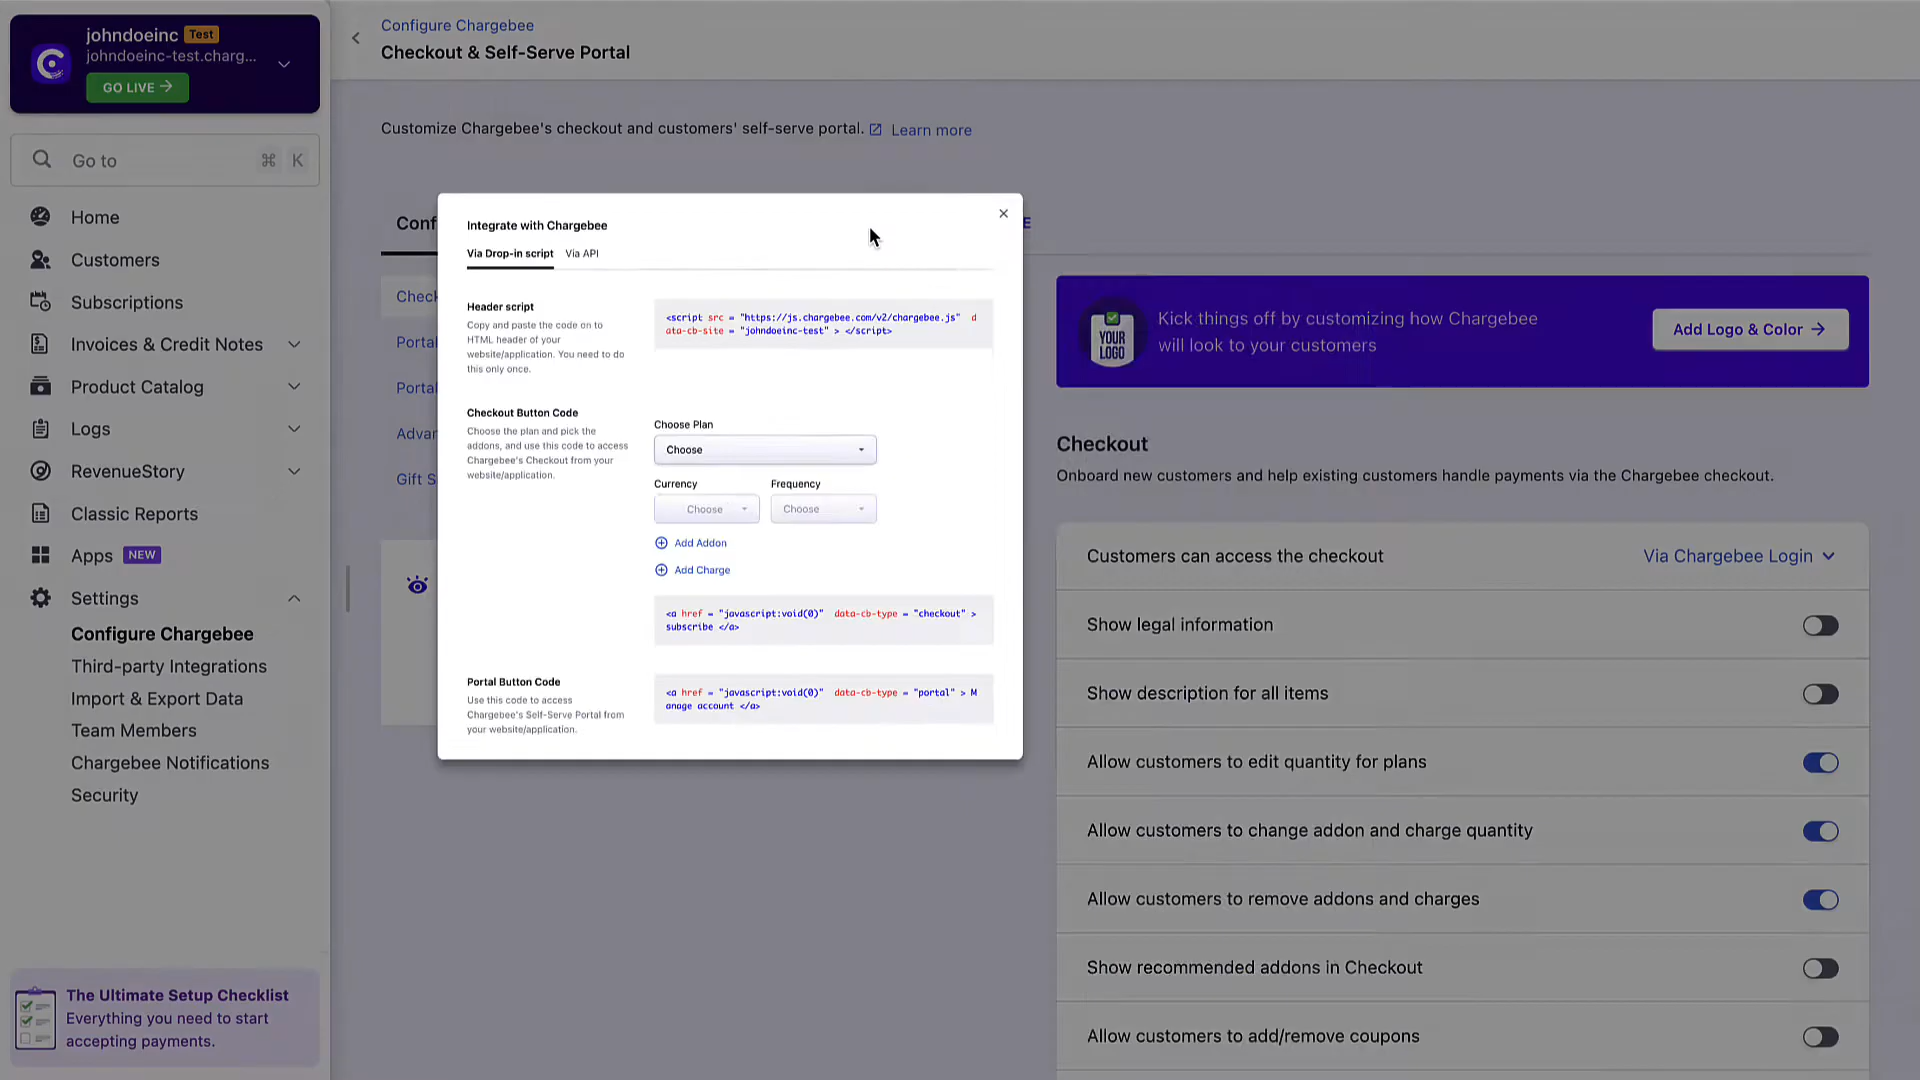 johndoeinc Test
johndoeinc-test.charg...
GO LIVE
Go to ⌘ K
Home
Customers
Subscriptions
Invoices & Credit Notes
Product Catalog
Logs
RevenueStory
Classic Reports
Apps NEW
Settings
Configure Chargebee
Third-party Integrations
Import & Export Data
Team Members
Chargebee Notifications
Security
The Ultimate Setup Checklist
Everything you need to start
accepting payments.
Configure Chargebee
Checkout & Self-Serve Portal
Customize Chargebee's checkout and customers' self-serve portal. Learn more
Conf
E
Check
Portal
Portal
Advan
Gift S
Integrate with Chargebee
Via Drop-in script Via API
Header script
Copy and paste the code on to
HTML header of your
website/application. You need to do
this only once.
<script src = "https://js.chargebee.com/v2/chargebee.js" d
ata-cb-site = "johndoeinc-test" > </script>
Checkout Button Code
Choose the plan and pick the
addons, and use this code to access
Chargebee's Checkout from your
website/application.
Choose Plan
Choose
Currency Frequency
Choose Choose
Add Addon
Add Charge
<a href = "javascript:void(0)" data-cb-type = "checkout" >
subscribe </a>
Portal Button Code
Use this code to access
Chargebee's Self-Serve Portal from
your website/application.
<a href = "javascript:void(0)" data-cb-type = "portal" > M
anage account </a>
YOUR
LOGO
Kick things off by customizing how Chargebee
will look to your customers
Add Logo & Color
Checkout
Onboard new customers and help existing customers handle payments via the Chargebee checkout.
Customers can access the checkout Via Chargebee Login
Show legal information
Show description for all items
Allow customers to edit quantity for plans
Allow customers to change addon and charge quantity
Allow customers to remove addons and charges
Show recommended addons in Checkout
Allow customers to add/remove coupons